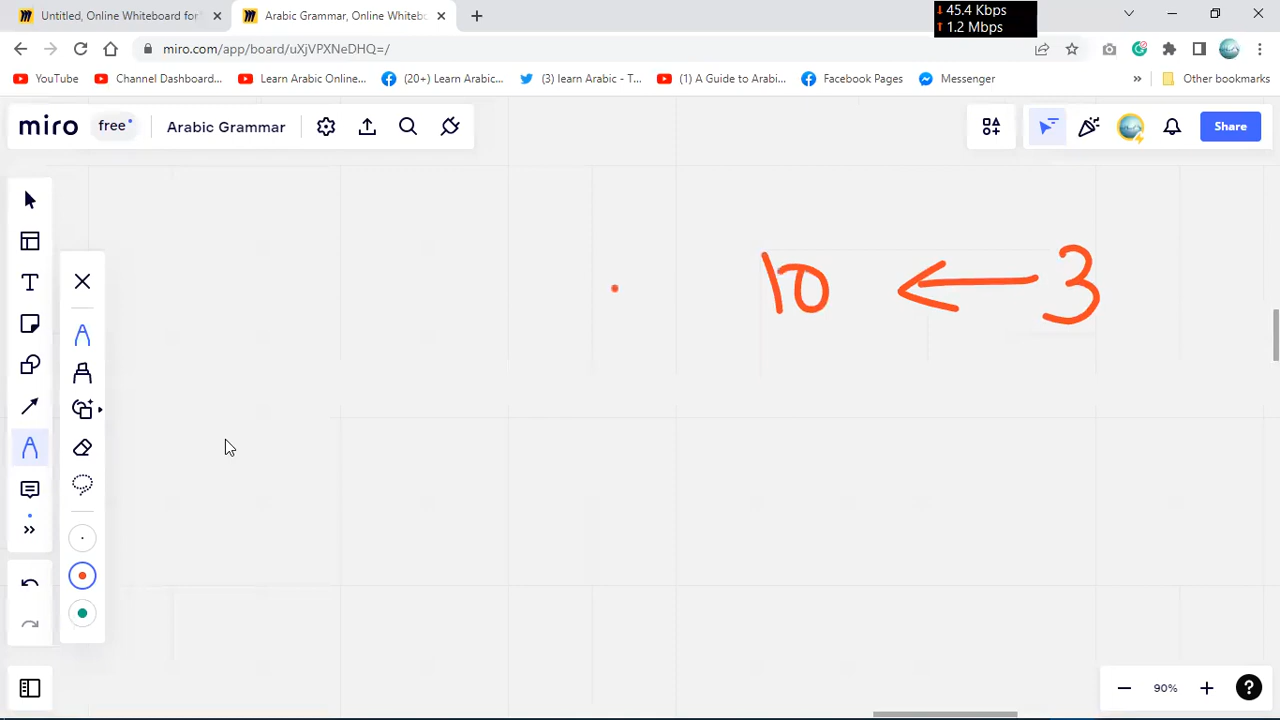 Untitled, Online Whiteboard for
Arabic Grammar, Online Whiteb
45.4 Kbps
1.2 Mbps
miro.com/app/board/uXjVPXNeDHQ=/
YouTube
Channel Dashboard...
Learn Arabic Online...
(20+) Learn Arabic...
(3) learn Arabic - T...
(1) A Guide to Arabi...
Facebook Pages
Messenger
»
Other bookmarks
miro
free
Arabic Grammar
Share
10 ← 3
90%